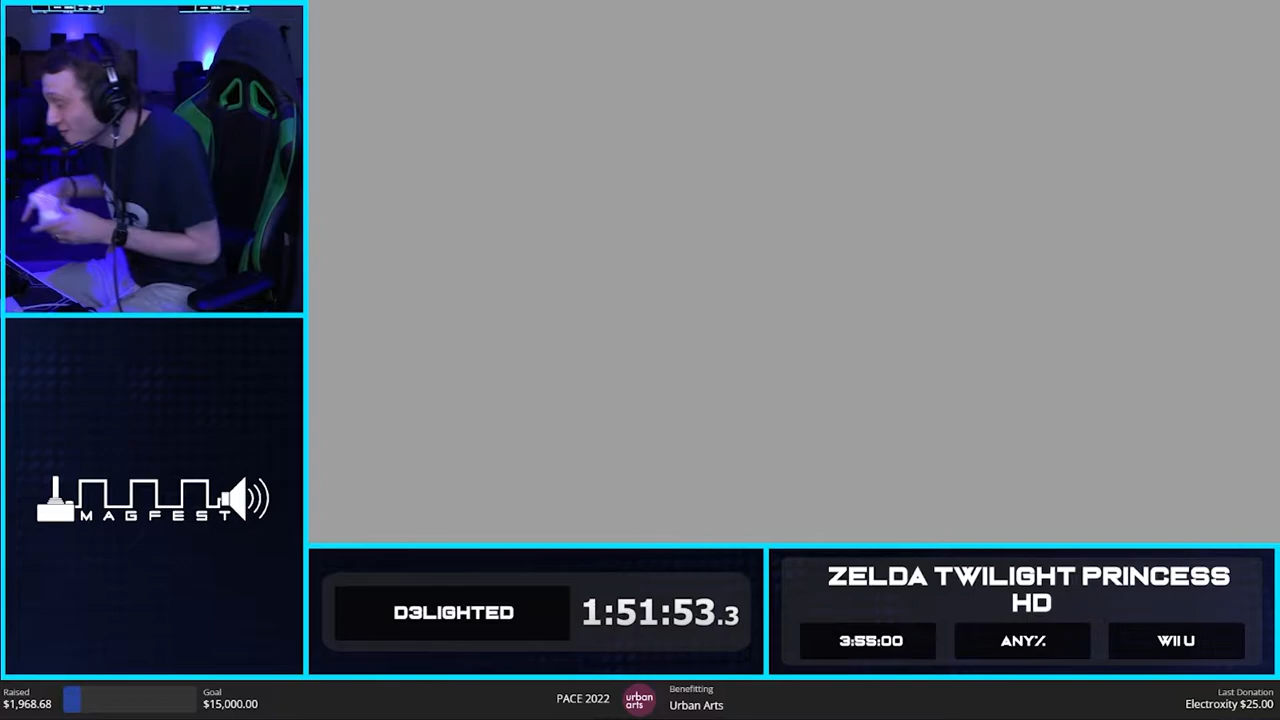 MAGFEST
D3LIGHTED
1:51:53.3
ZELDA TWILIGHT PRINCESS
HD
3:55:00
ANY%
WII U
Raised
$1,968.68
Goal
$15,000.00
PACE 2022
urban
arts
Benefitting
Urban Arts
Last Donation
Electroxity $25.00